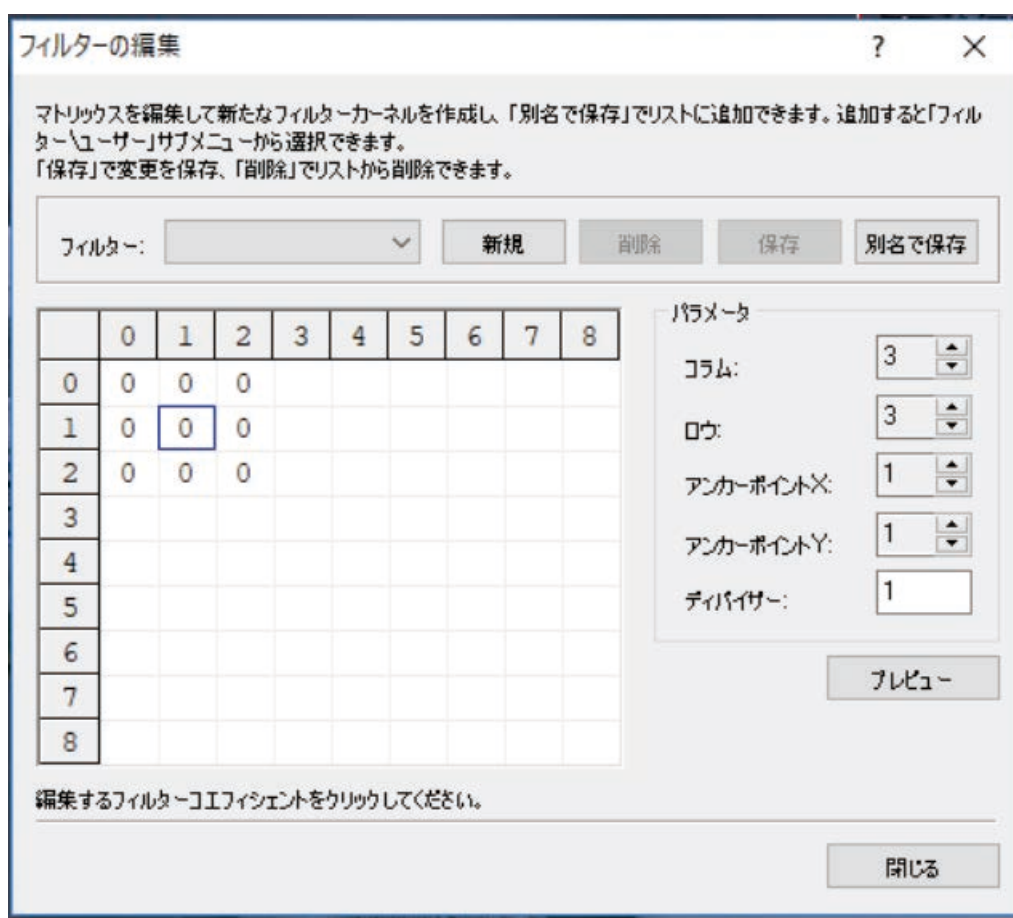 フィルターの編集 ? ×
マトリックスを編集して新たなフィルターカーネルを作成し、「別名で保存」でリストに追加できます。追加すると「フィル
ター\ユーザー」サブメニューから選択できます。
「保存」で変更を保存、「削除」でリストから削除できます。
フィルター: 新規 削除 保存 別名で保存
0 1 2 3 4 5 6 7 8
0 0 0 0
1 0 0 0
2 0 0 0
3
4
5
6
7
8
パラメータ
コラム: 3
ロウ: 3
アンカーポイントX: 1
アンカーポイントY: 1
ディバイザー: 1
プレビュー
編集するフィルターコエフィシェントをクリックしてください。
閉じる